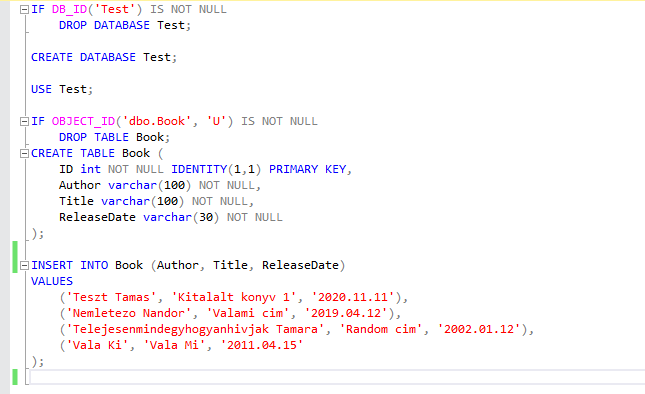 IF DB_ID('Test') IS NOT NULL
DROP DATABASE Test;
CREATE DATABASE Test;
USE Test;
IF OBJECT_ID('dbo.Book', 'U') IS NOT NULL
DROP TABLE Book;
CREATE TABLE Book (
ID int NOT NULL IDENTITY(1,1) PRIMARY KEY,
Author varchar(100) NOT NULL,
Title varchar(100) NOT NULL,
ReleaseDate varchar(30) NOT NULL
);
INSERT INTO Book (Author, Title, ReleaseDate)
VALUES
('Teszt Tamas', 'Kitalalt konyv 1', '2020.11.11'),
('Nemletezo Nandor', 'Valami cim', '2019.04.12'),
('Telejesenmindegyhogyanhivjak Tamara', 'Random cim', '2002.01.12'),
('Vala Ki', 'Vala Mi', '2011.04.15'
);